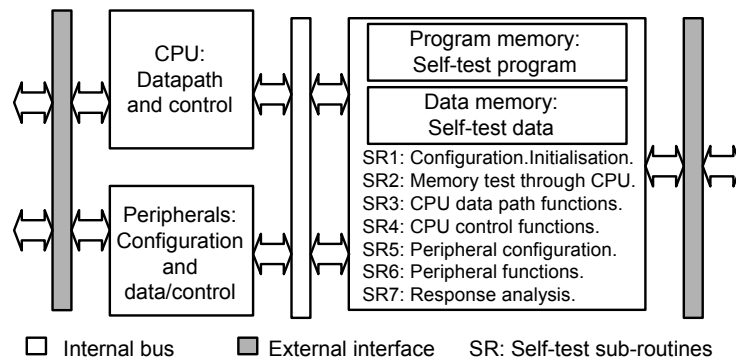 CPU:
Datapath
and control
Peripherals:
Configuration
and
data/control
Program memory:
Self-test program
Data memory:
Self-test data
SR1: Configuration.Initialisation.
SR2: Memory test through CPU.
SR3: CPU data path functions.
SR4: CPU control functions.
SR5: Peripheral configuration.
SR6: Peripheral functions.
SR7: Response analysis.
Internal bus
External interface
SR: Self-test sub-routines